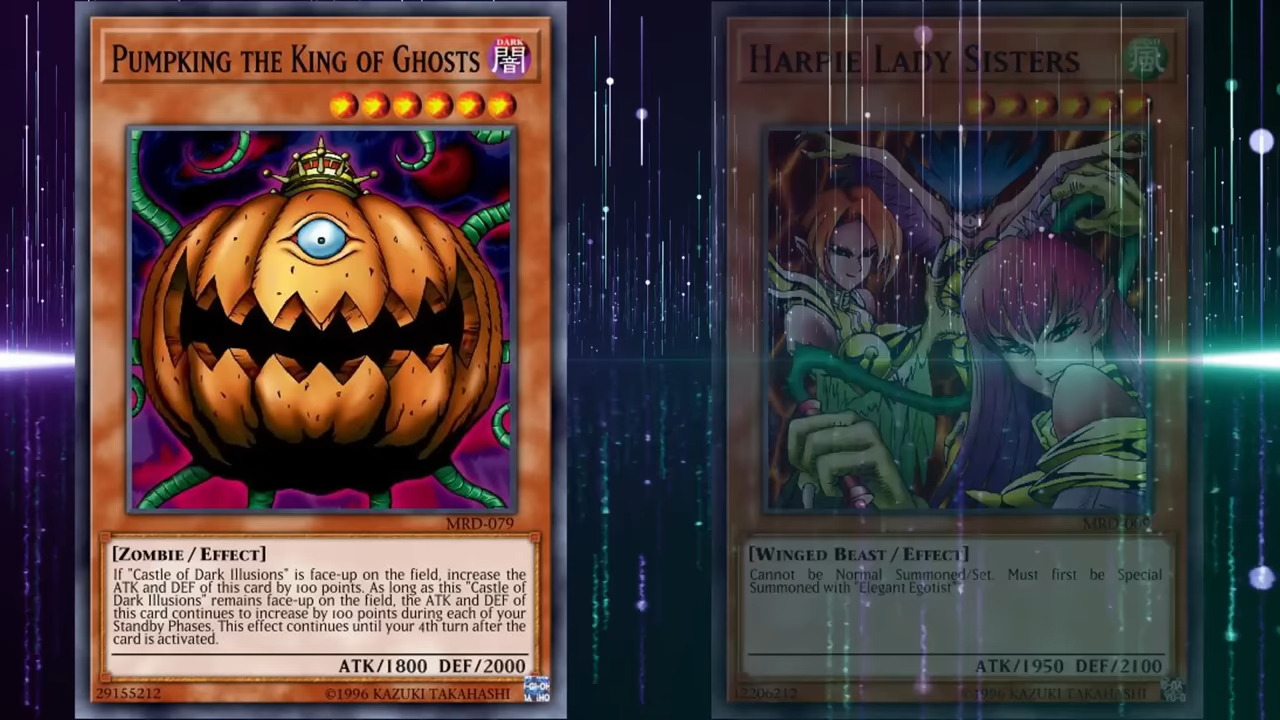 PUMPKING THE KING OF GHOSTS
DARK
闇
MRD-079
[ZOMBIE / EFFECT]
If "Castle of Dark Illusions" is face-up on the field, increase the
ATK and DEF of this card by 100 points. As long as this "Castle of
Dark Illusions" remains face-up on the field, the ATK and DEF of
this card continues to increase by 100 points during each of your
Standby Phases. This effect continues until your 4th turn after the
card is activated.
ATK/1800 DEF/2000
29155212
©1996 KAZUKI TAKAHASHI
HARPIE LADY SISTERS
WIND
風
[WINGED BEAST / EFFECT]
Cannot be Normal Summoned/Set. Must first be Special
Summoned with "Elegant Egotist".
ATK/1950 DEF/2100
12206212
©1996 KAZUKI TAKAHASHI